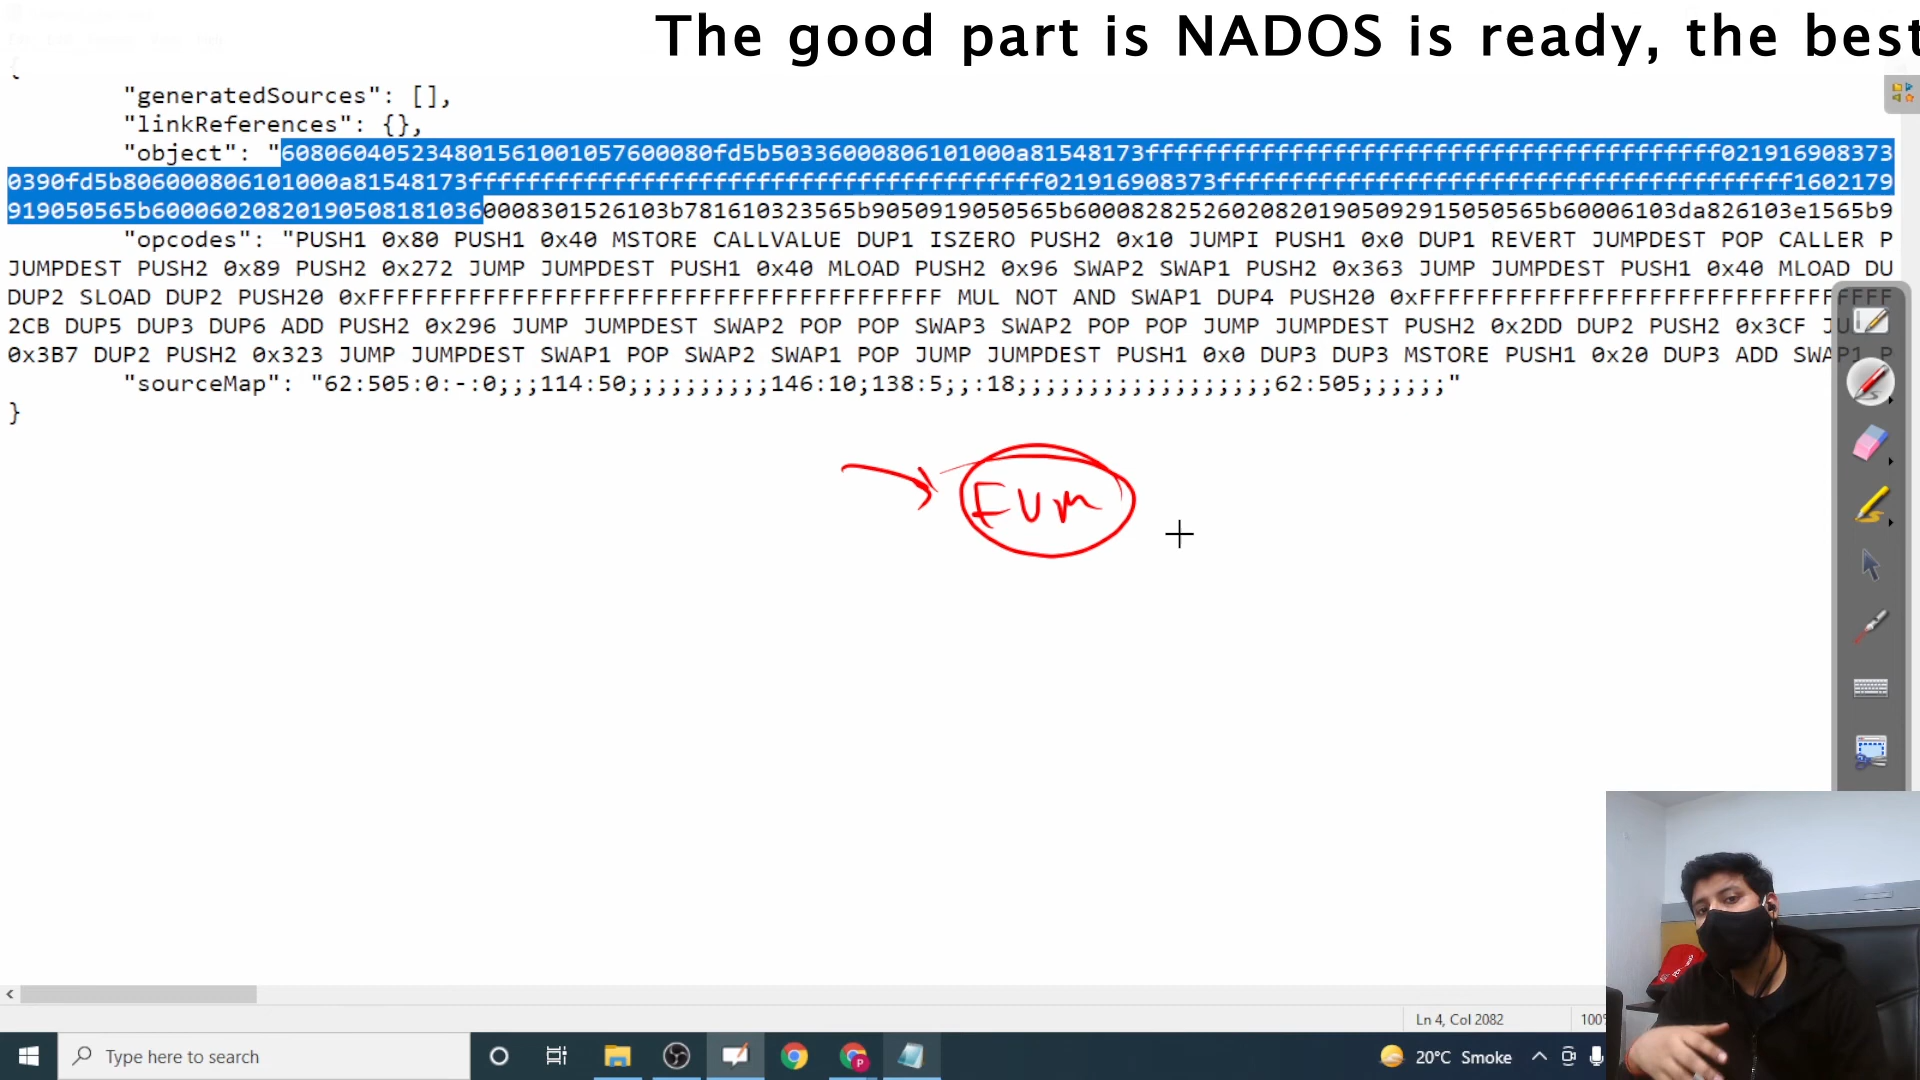 The good part is NADOS is ready, the best
{
"generatedSources": [],
"linkReferences": {},
"object": "608060405234801561001057600080fd5b50336000806101000a81548173ffffffffffffffffffffffffffffffffffffffff021916908373
0390fd5b806000806101000a81548173ffffffffffffffffffffffffffffffffffffffff021916908373ffffffffffffffffffffffffffffffffffffffff1602179
919050565b600060208201905081810360008301526103b781610323565b9050919050565b600082825260208201905092915050565b60006103da826103e1565b9
"opcodes": "PUSH1 0x80 PUSH1 0x40 MSTORE CALLVALUE DUP1 ISZERO PUSH2 0x10 JUMPI PUSH1 0x0 DUP1 REVERT JUMPDEST POP CALLER P
JUMPDEST PUSH2 0x89 PUSH2 0x272 JUMP JUMPDEST PUSH1 0x40 MLOAD PUSH2 0x96 SWAP2 SWAP1 PUSH2 0x363 JUMP JUMPDEST PUSH1 0x40 MLOAD DU
DUP2 SLOAD DUP2 PUSH20 0xFFFFFFFFFFFFFFFFFFFFFFFFFFFFFFFFFFFFFFFF MUL NOT AND SWAP1 DUP4 PUSH20 0xFFFFFFFFFFFFFFFFFFFFFFFFFFFFFFFFF
2CB DUP5 DUP3 DUP6 ADD PUSH2 0x296 JUMP JUMPDEST SWAP2 POP POP SWAP3 SWAP2 POP POP JUMP JUMPDEST PUSH2 0x2DD DUP2 PUSH2 0x3CF JU
0x3B7 DUP2 PUSH2 0x323 JUMP JUMPDEST SWAP1 POP SWAP2 SWAP1 POP JUMP JUMPDEST PUSH1 0x0 DUP3 DUP3 MSTORE PUSH1 0x20 DUP3 ADD SWAP1 P
"sourceMap": "62:505:0:-:0;;;114:50;;;;;;;;;;146:10;138:5;;:18;;;;;;;;;;;;;;;;;;62:505;;;;;;"
}
EVM
Ln 4, Col 2082
100%
Type here to search
20°C Smoke